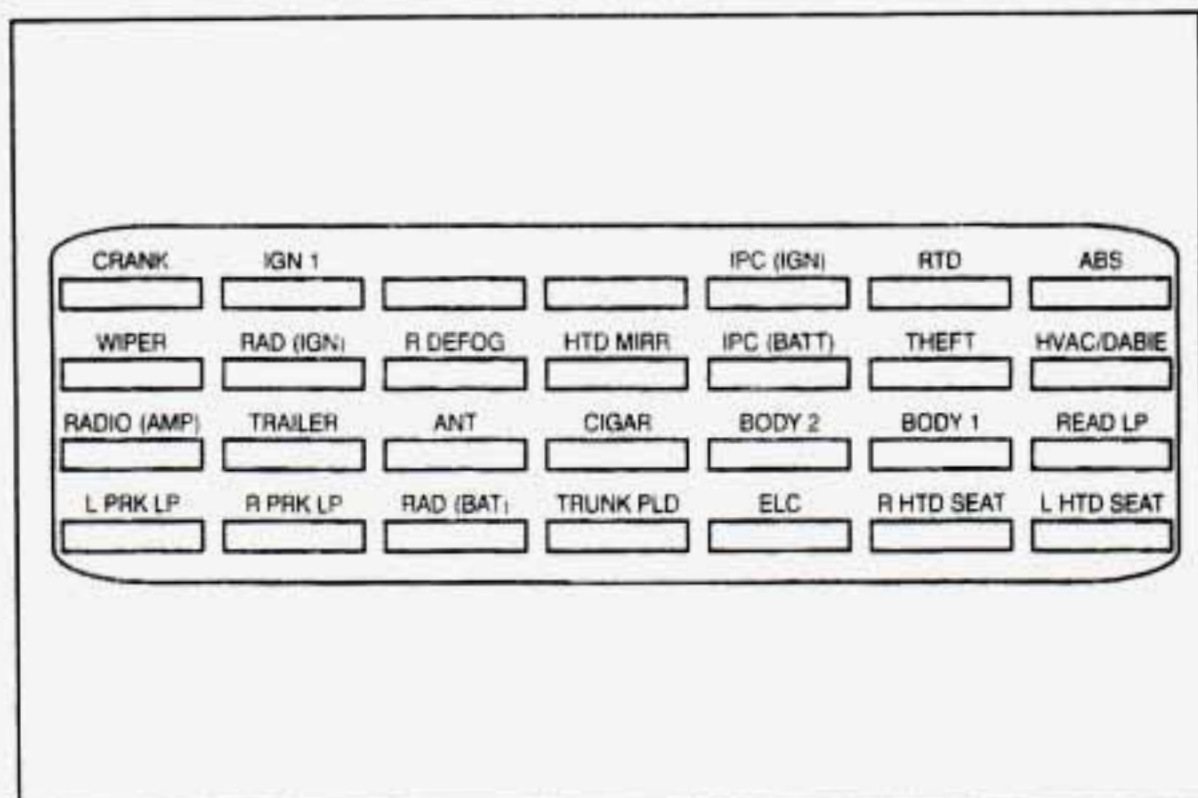 CRANK IGN 1 IPC (IGN) RTD ABS
WIPER RAD (IGN) R DEFOG HTD MIRR IPC (BATT) THEFT HVAC/DABIE
RADIO (AMP) TRAILER ANT CIGAR BODY 2 BODY 1 READ LP
L PRK LP R PRK LP RAD (BAT) TRUNK PLD ELC R HTD SEAT L HTD SEAT